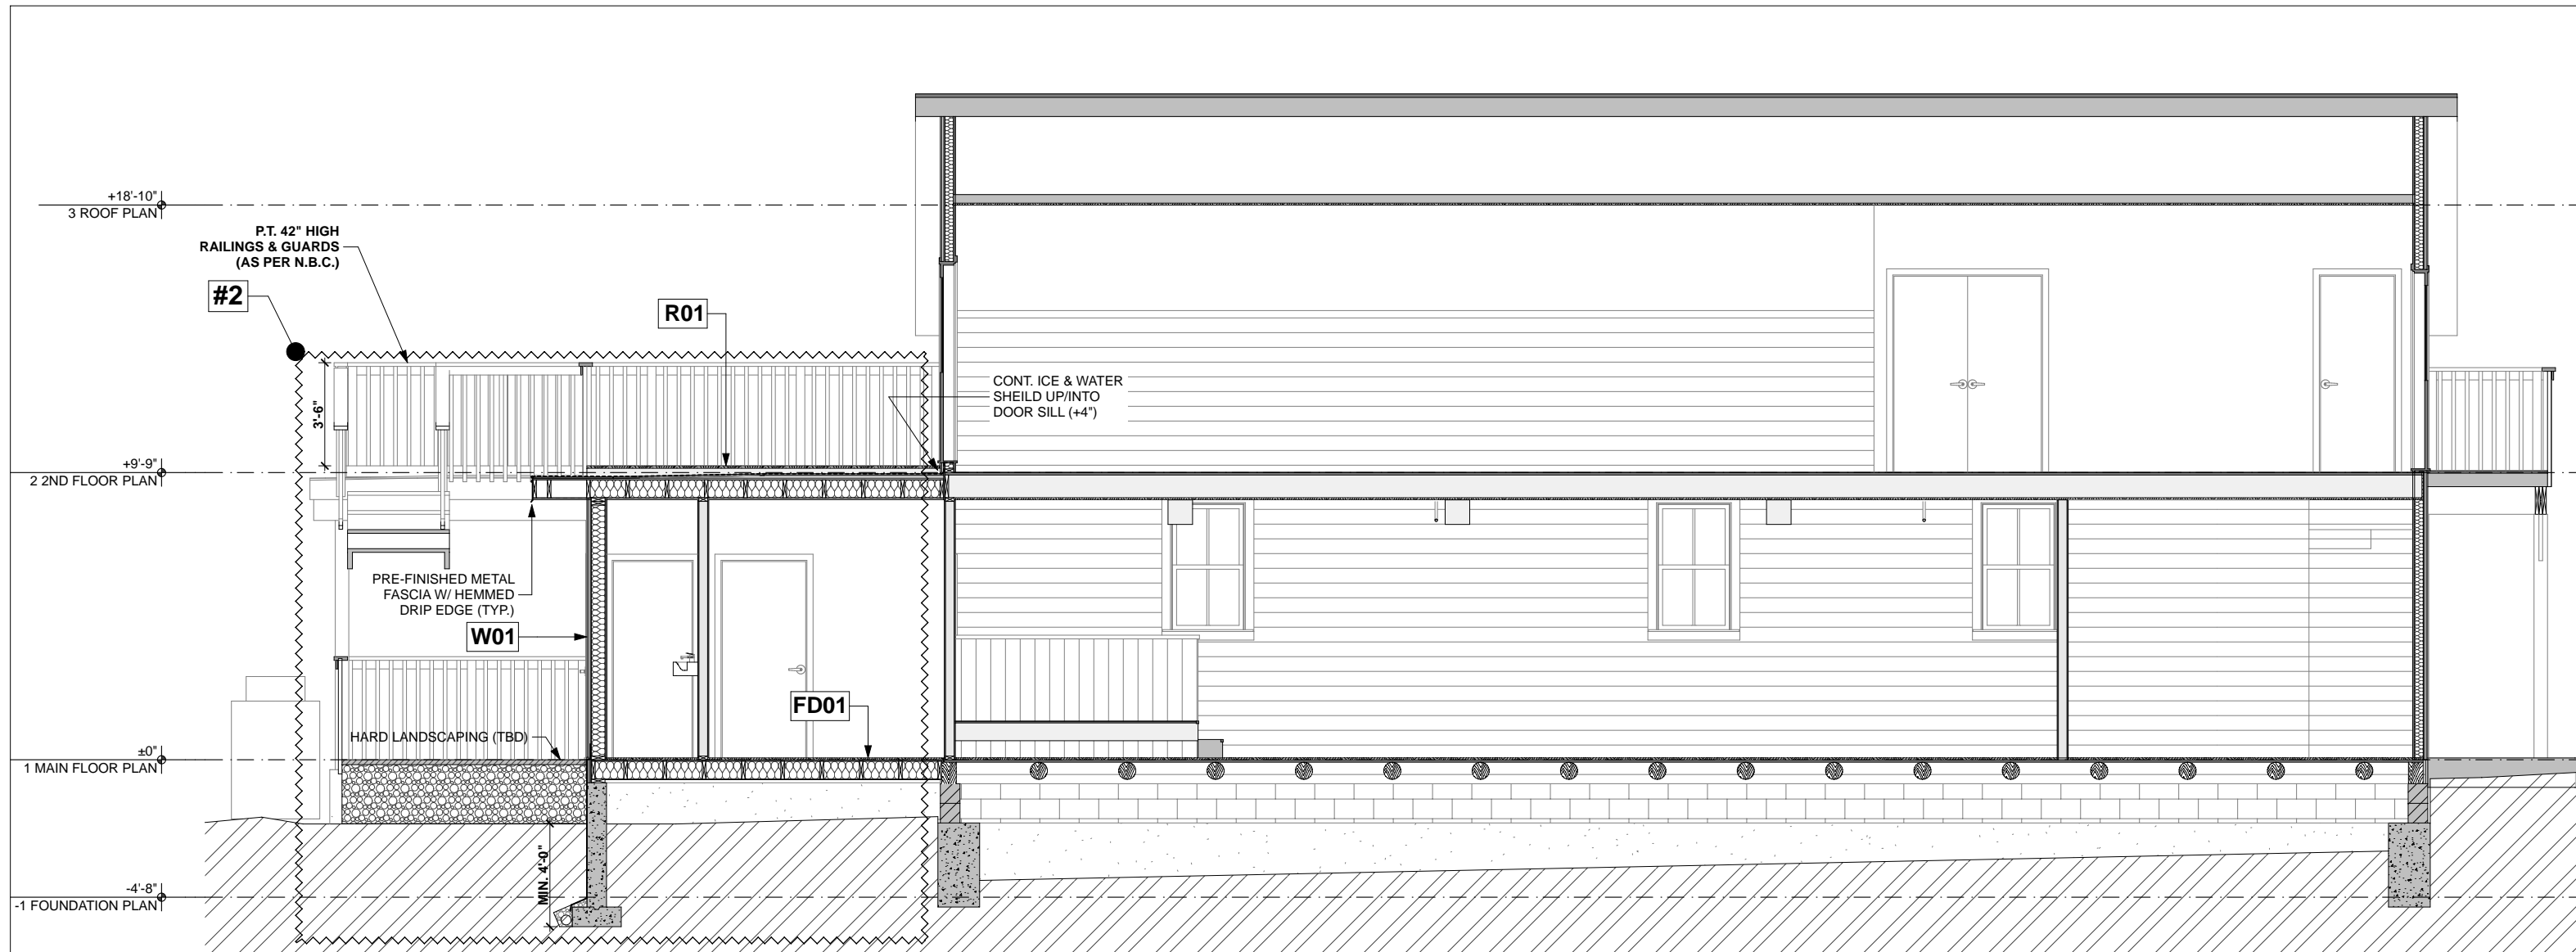 +18'-10"
3 ROOF PLAN
P.T. 42" HIGH
RAILINGS & GUARDS
(AS PER N.B.C.)
#2
R01
CONT. ICE & WATER
SHEILD UP/INTO
DOOR SILL (+4")
3'-6"
+9'-9"
2 2ND FLOOR PLAN
PRE-FINISHED METAL
FASCIA W/ HEMMED
DRIP EDGE (TYP.)
W01
FD01
HARD LANDSCAPING (TBD)
±0"
1 MAIN FLOOR PLAN
MIN. 4'-0"
-4'-8"
-1 FOUNDATION PLAN